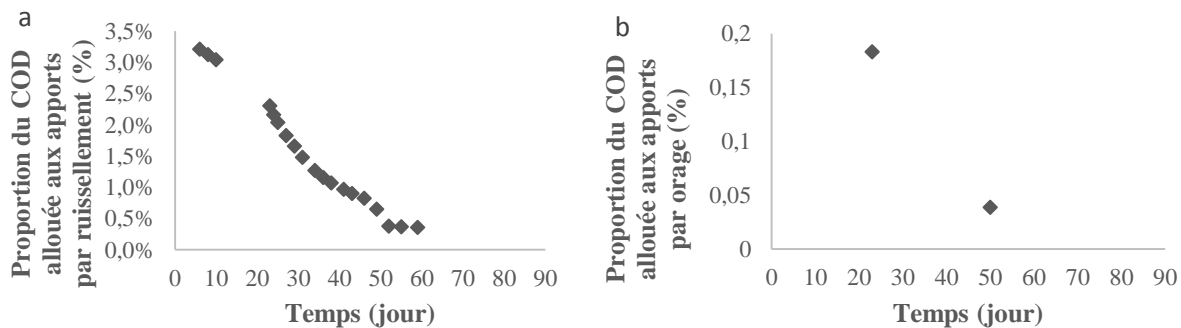 a
Proportion du COD
allouée aux apports
par ruissellement (%)
3,5%
3,0%
2,5%
2,0%
1,5%
1,0%
0,5%
0,0%
0 10 20 30 40 50 60 70 80 90
Temps (jour)
b
Proportion du COD
allouée aux apports
par orage (%)
0,2
0,15
0,1
0,05
0
0 10 20 30 40 50 60 70 80 90
Temps (jour)